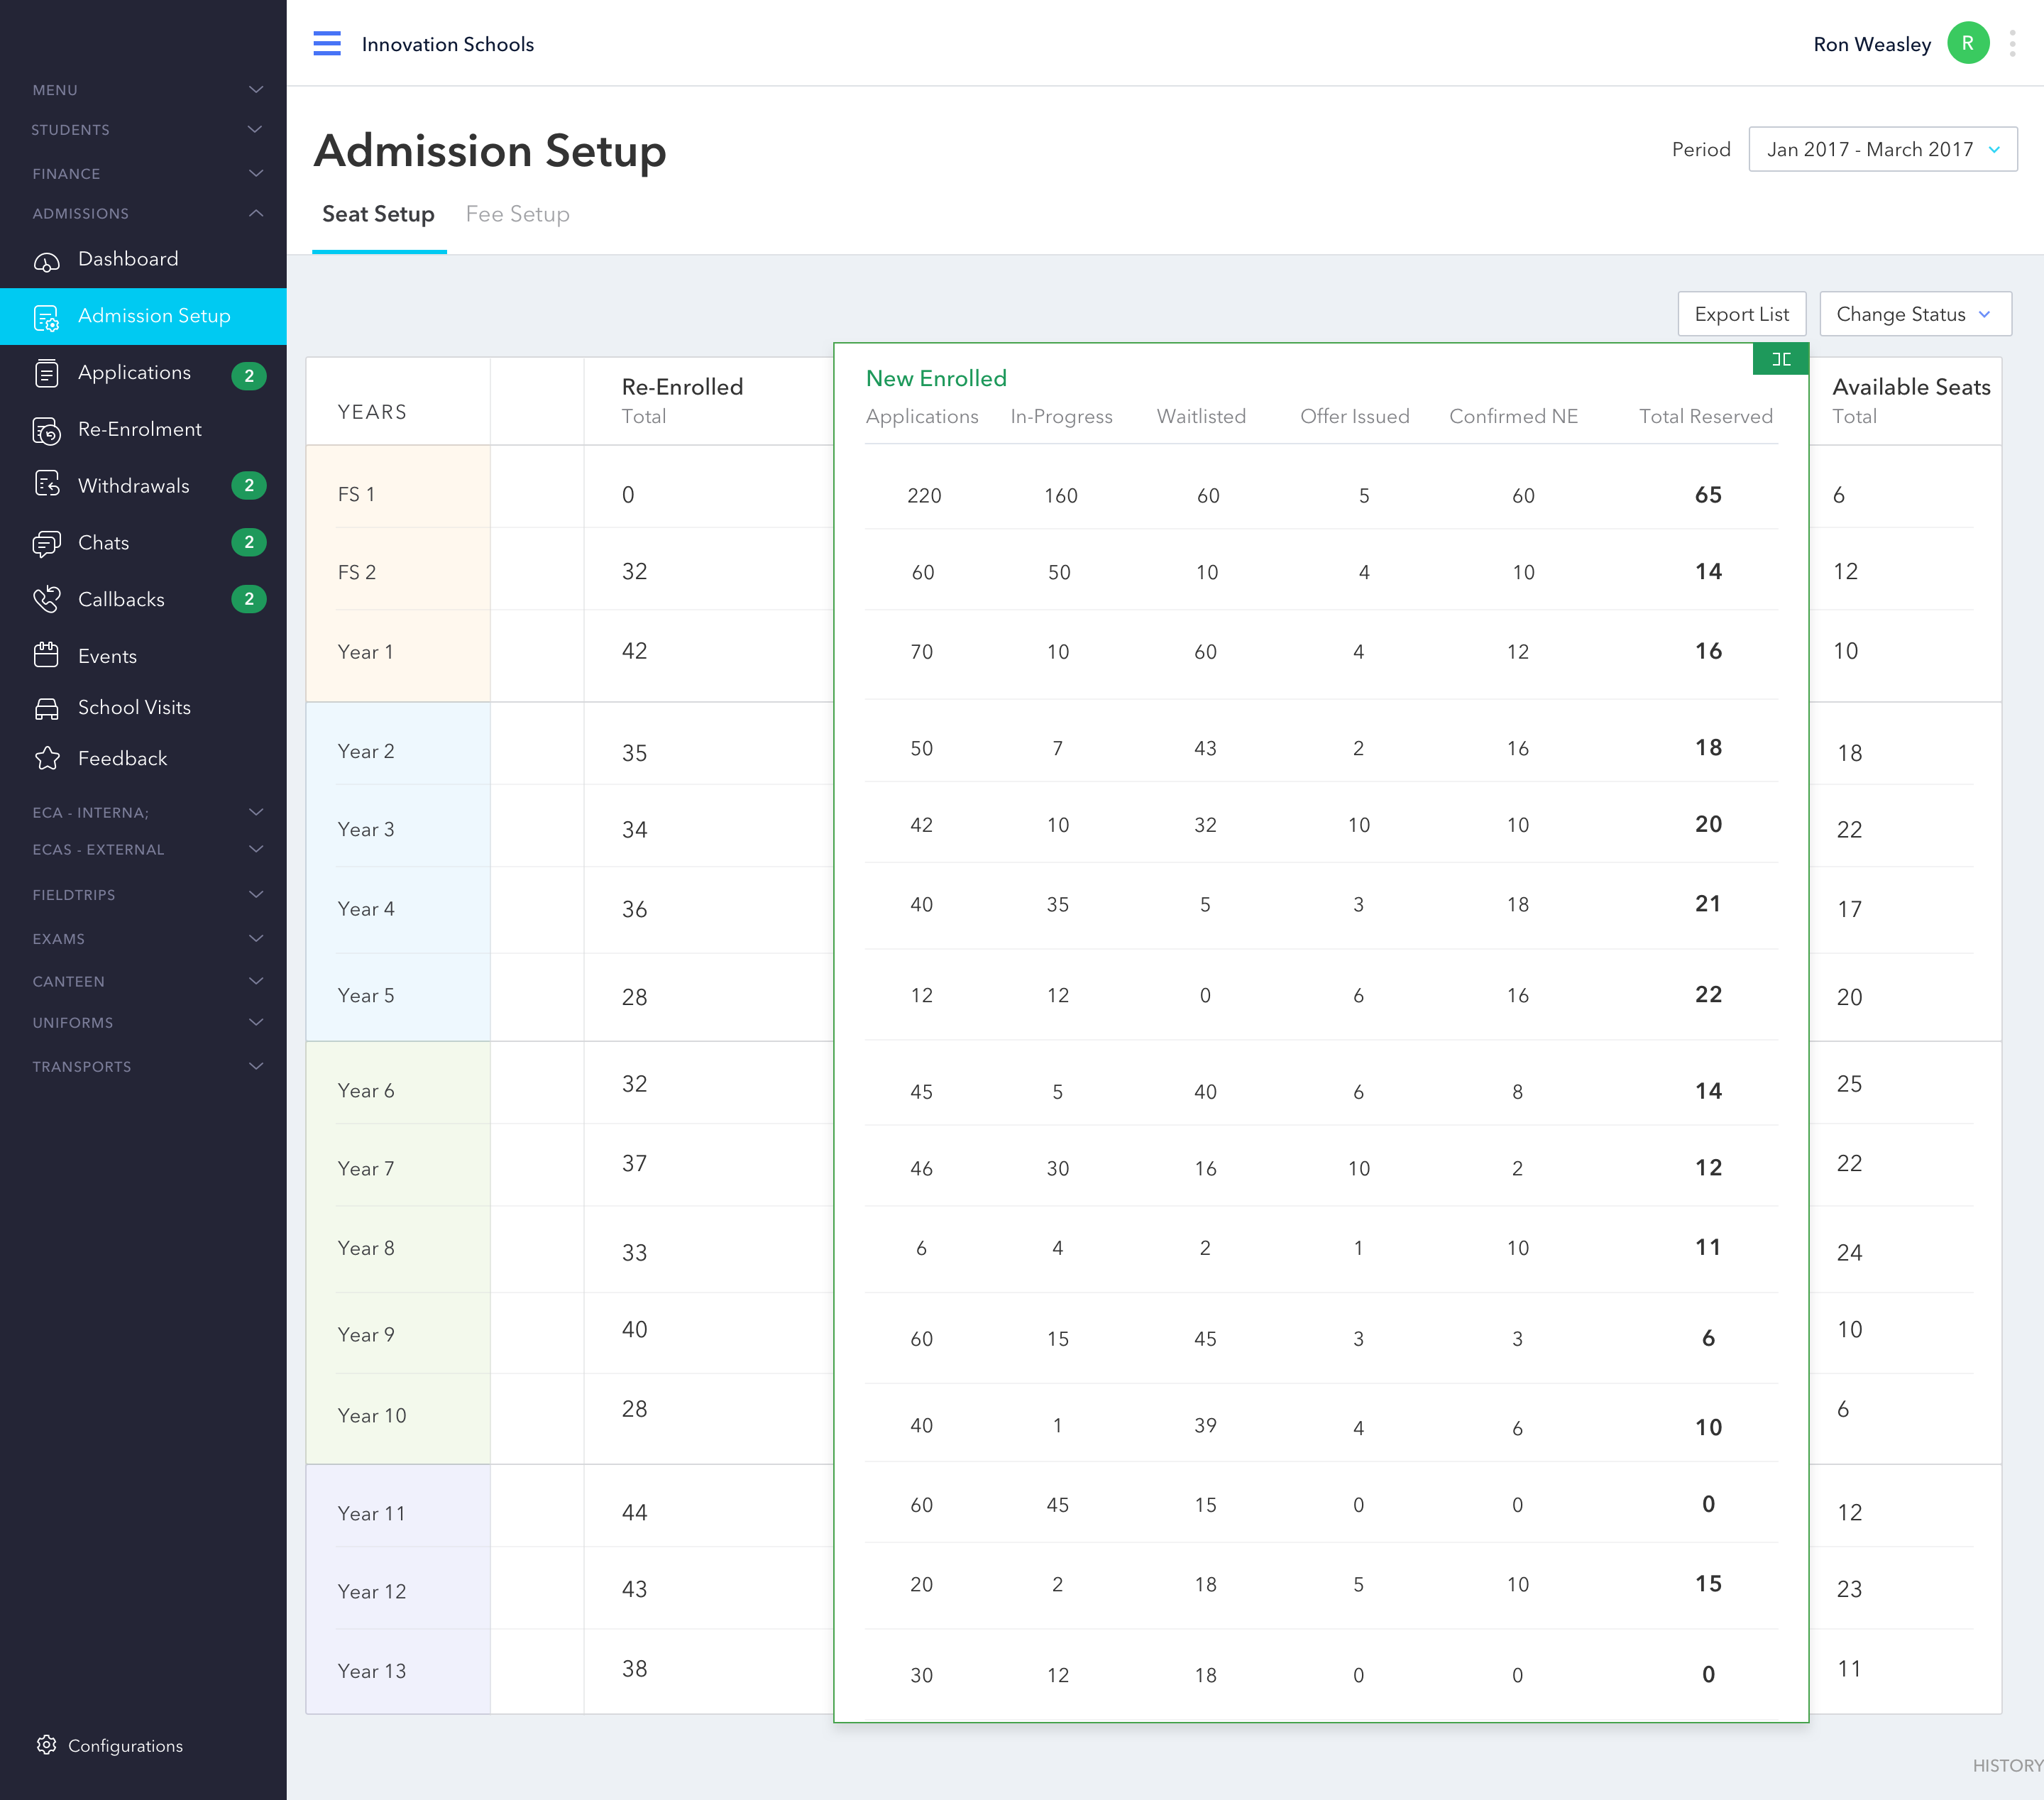 Innovation Schools
Ron Weasley
R
MENU
STUDENTS
FINANCE
ADMISSIONS
Dashboard
Admission Setup
Applications 2
Re-Enrolment
Withdrawals 2
Chats 2
Callbacks 2
Events
School Visits
Feedback
ECA - INTERNA;
ECAS - EXTERNAL
FIELDTRIPS
EXAMS
CANTEEN
UNIFORMS
TRANSPORTS
Configurations
Admission Setup
Period Jan 2017 - March 2017
Seat Setup Fee Setup
Export List Change Status
Re-Enrolled New Enrolled Available Seats
YEARS Total Applications In-Progress Waitlisted Offer Issued Confirmed NE Total Reserved Total
FS 1 0 220 160 60 5 60 65 6
FS 2 32 60 50 10 4 10 14 12
Year 1 42 70 10 60 4 12 16 10
Year 2 35 50 7 43 2 16 18 18
Year 3 34 42 10 32 10 10 20 22
Year 4 36 40 35 5 3 18 21 17
Year 5 28 12 12 0 6 16 22 20
Year 6 32 45 5 40 6 8 14 25
Year 7 37 46 30 16 10 2 12 22
Year 8 33 6 4 2 1 10 11 24
Year 9 40 60 15 45 3 3 6 10
Year 10 28 40 1 39 4 6 10 6
Year 11 44 60 45 15 0 0 0 12
Year 12 43 20 2 18 5 10 15 23
Year 13 38 30 12 18 0 0 0 11
HISTORY